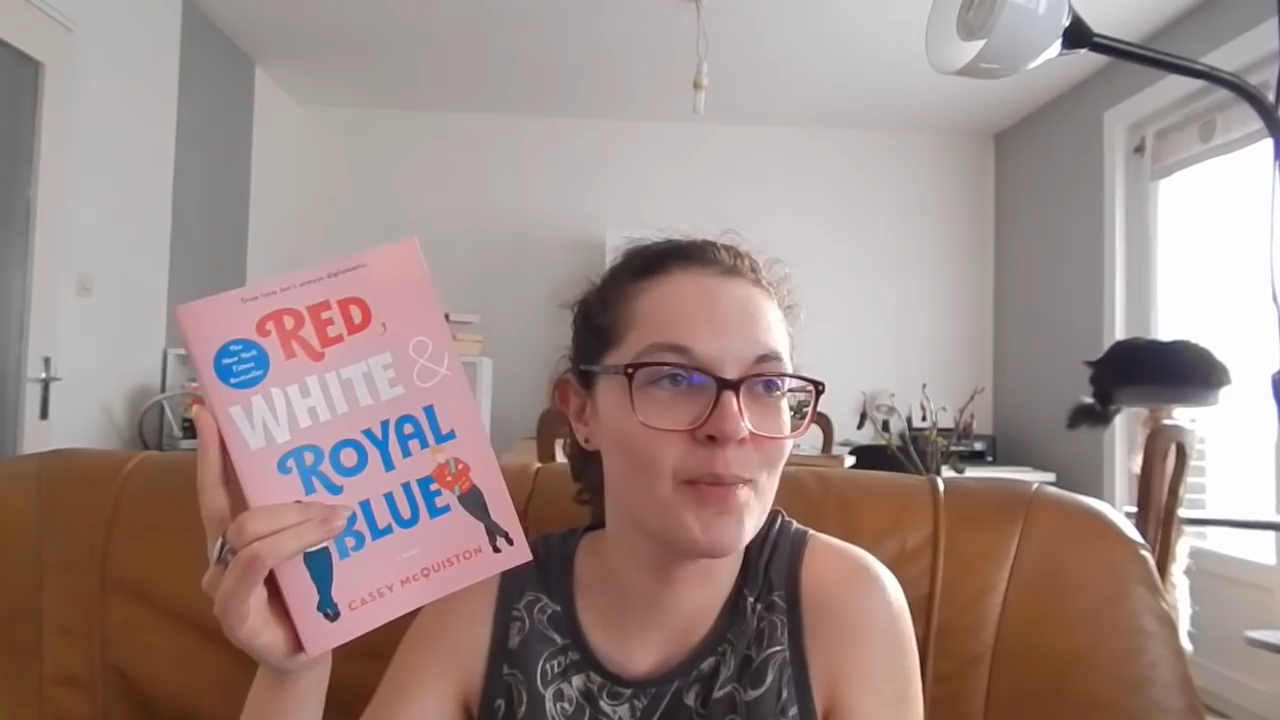 True love isn't always diplomatic.
RED,
The
New York
Times
Bestseller
WHITE &
ROYAL
BLUE
CASEY McQUISTON